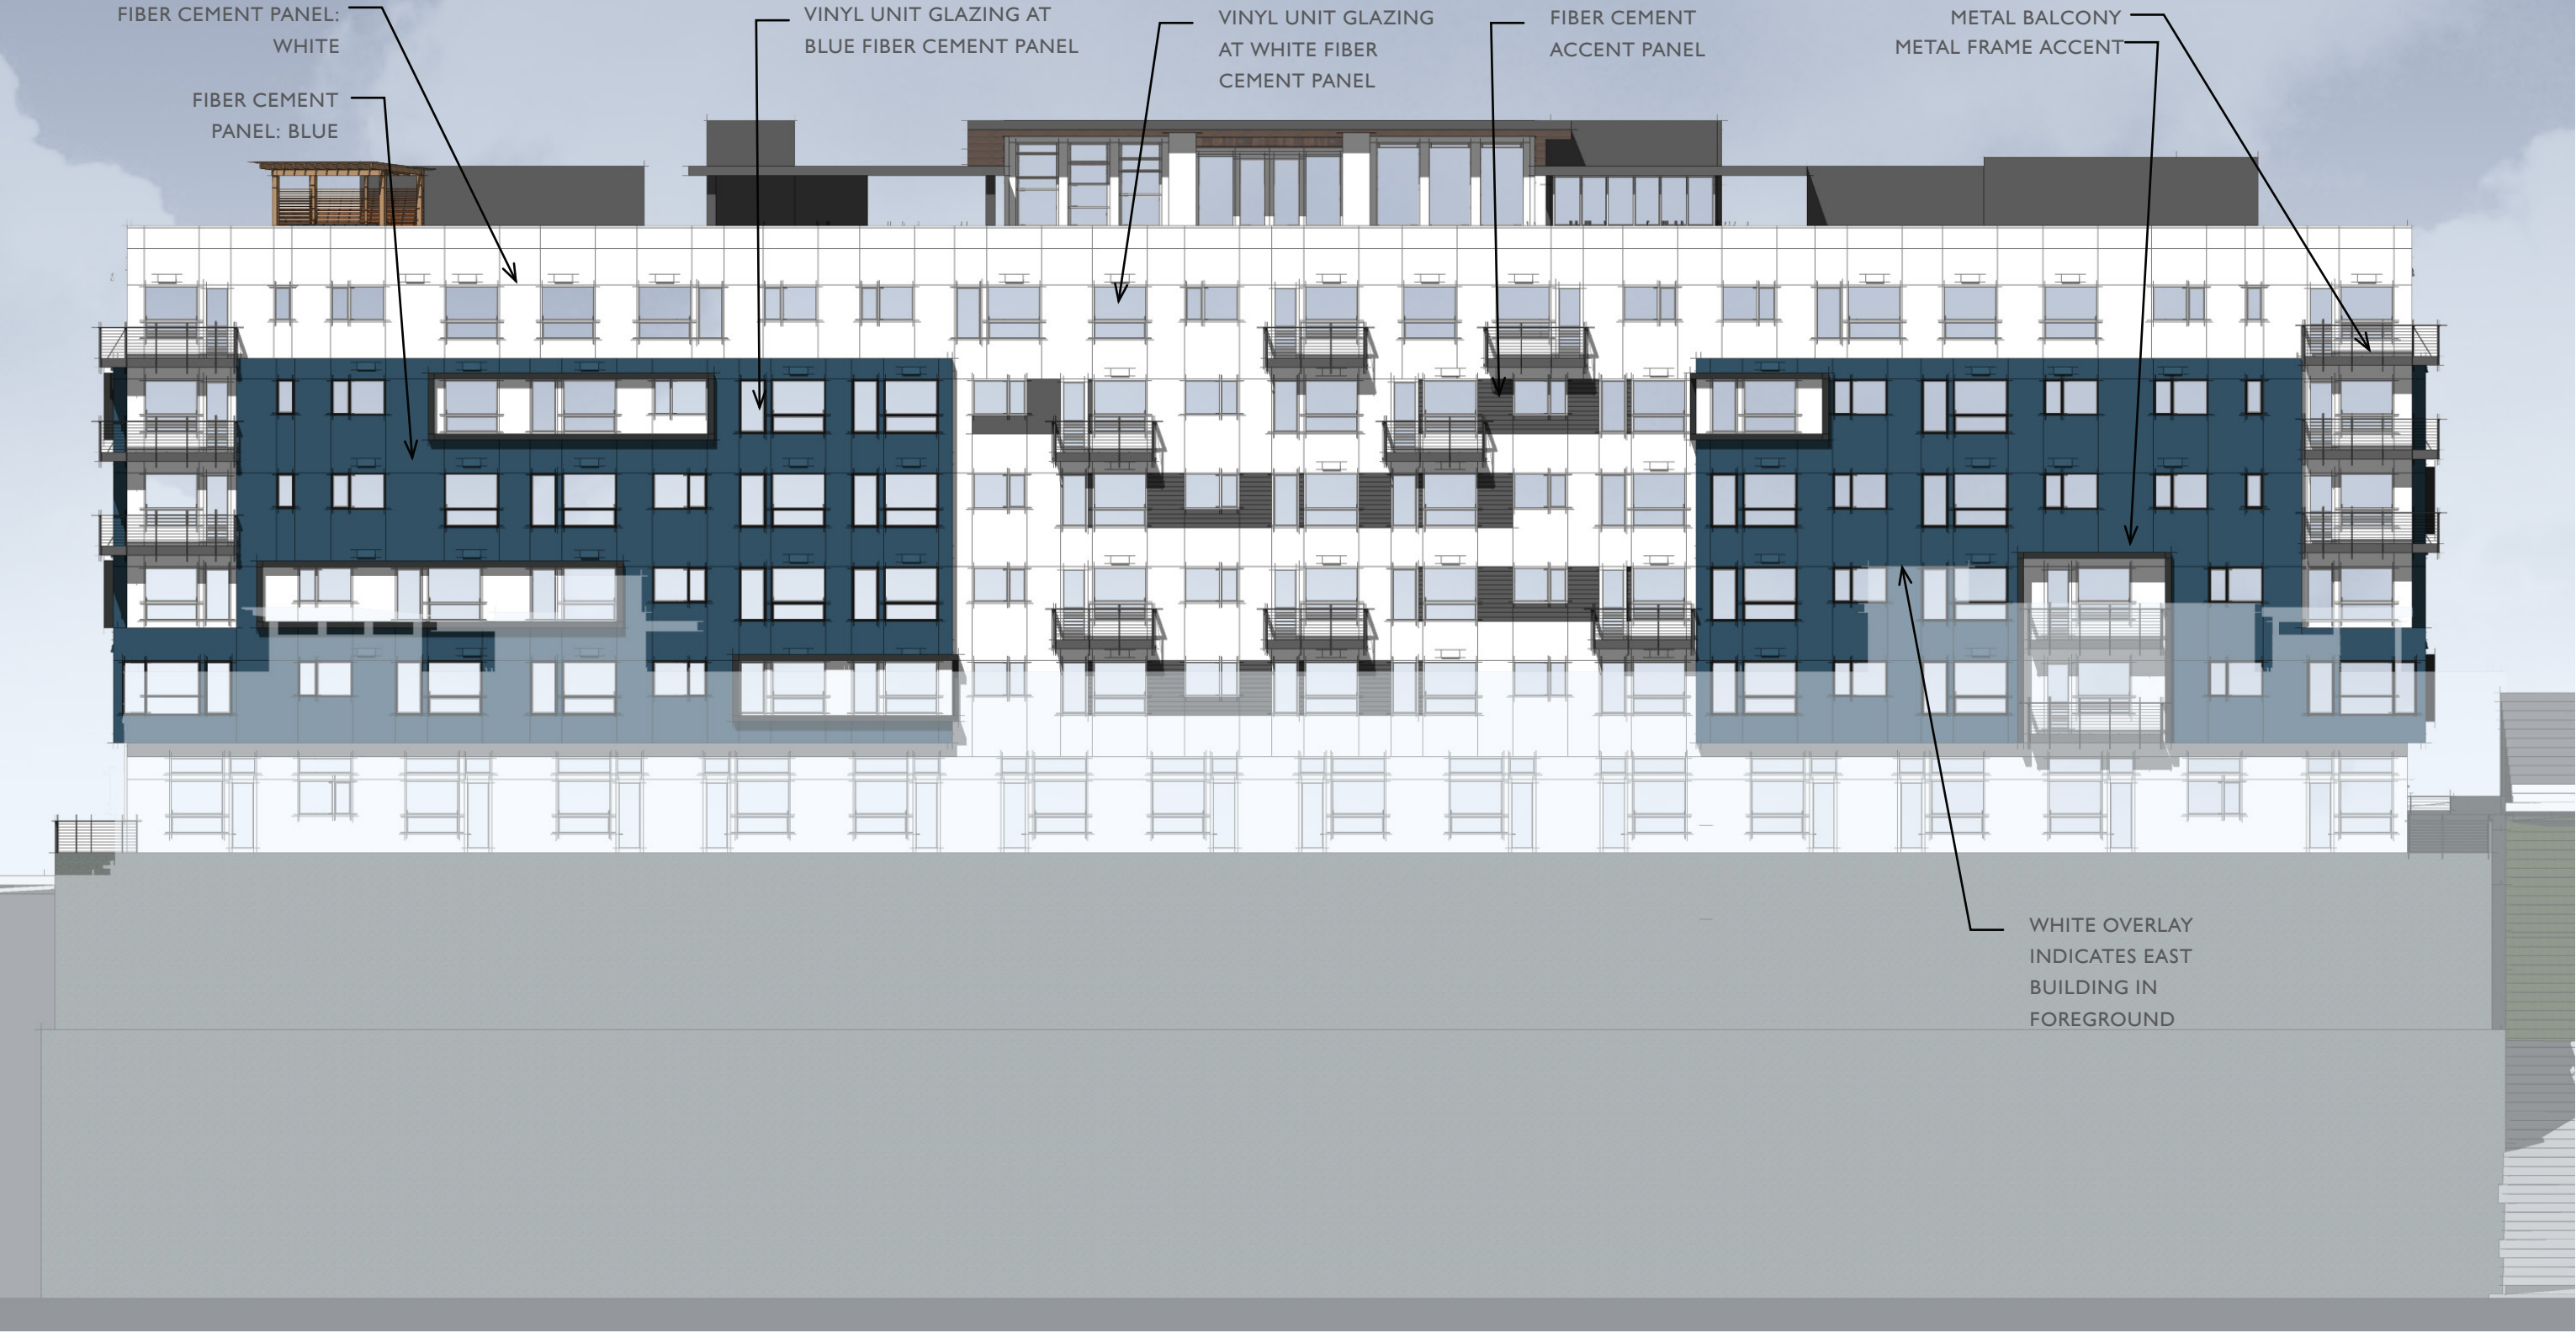 FIBER CEMENT PANEL:
WHITE
FIBER CEMENT
PANEL: BLUE
VINYL UNIT GLAZING AT
BLUE FIBER CEMENT PANEL
VINYL UNIT GLAZING
AT WHITE FIBER
CEMENT PANEL
FIBER CEMENT
ACCENT PANEL
METAL BALCONY
METAL FRAME ACCENT
WHITE OVERLAY
INDICATES EAST
BUILDING IN
FOREGROUND